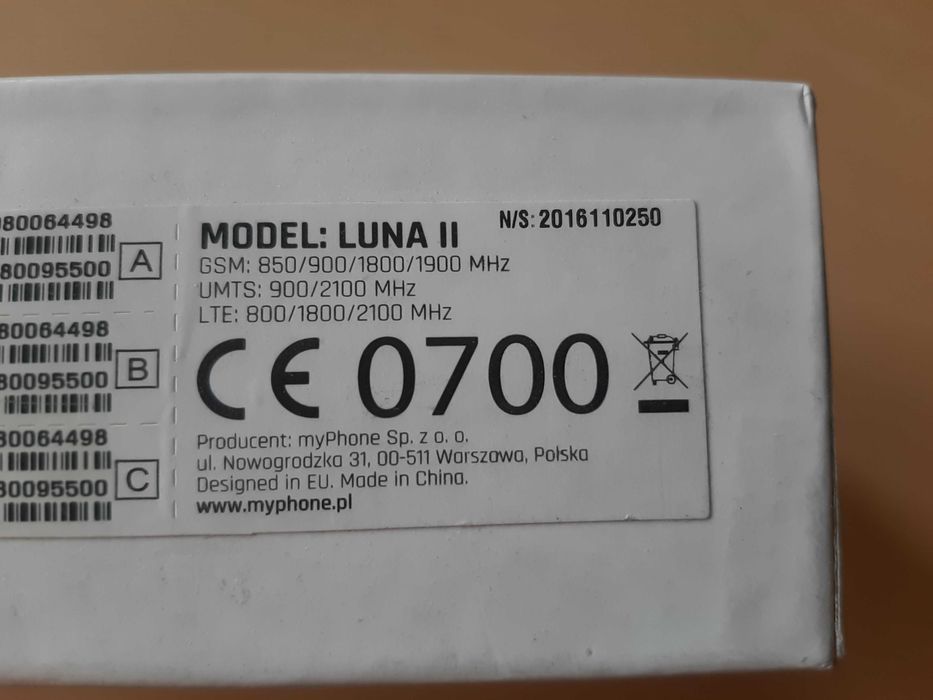 80064498
80095500
A
80064498
80095500
B
80064498
80095500
C
MODEL: LUNA II
N/S: 2016110250
GSM: 850/900/1800/1900 MHz
UMTS: 900/2100 MHz
LTE: 800/1800/2100 MHz
CE 0700
Producent: myPhone Sp. z o. o.
ul. Nowogrodzka 31, 00-511 Warszawa, Polska
Designed in EU. Made in China.
www.myphone.pl